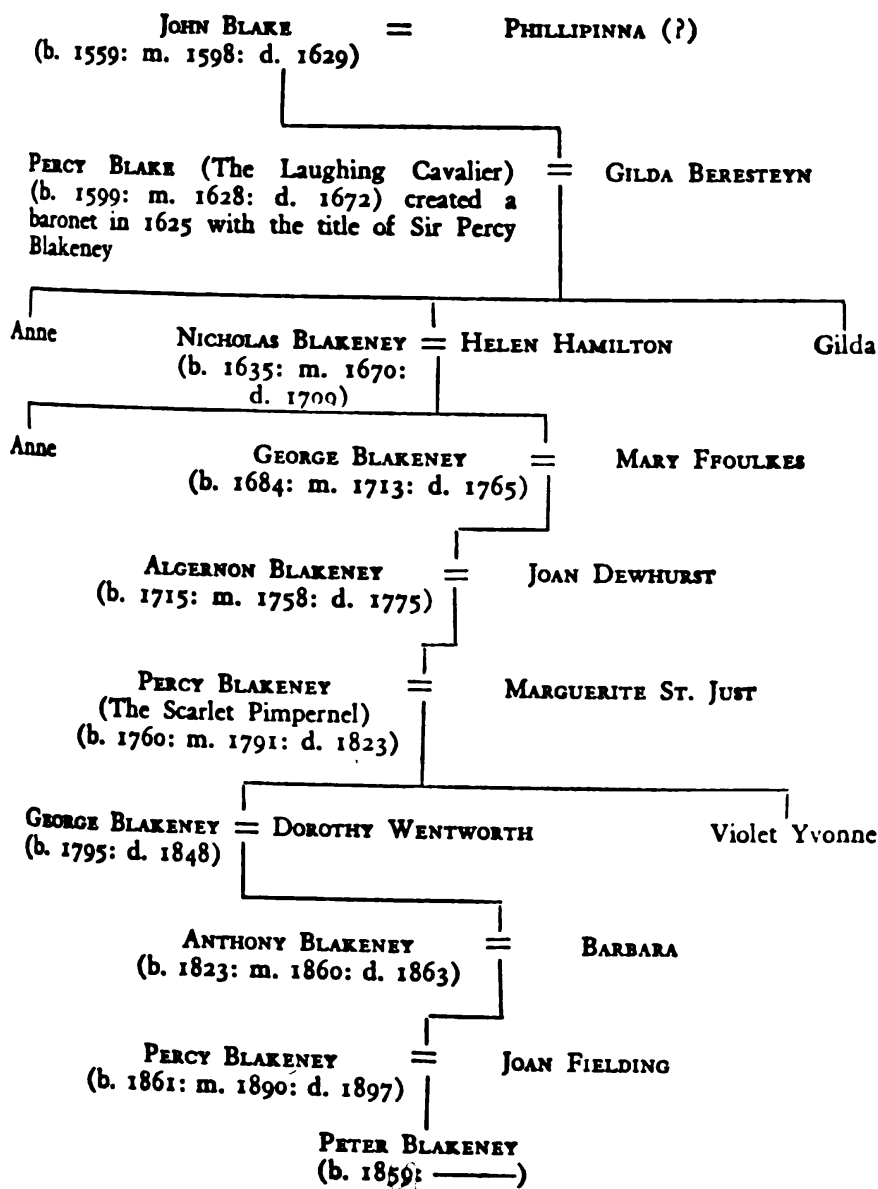 JOHN BLAKE = PHILLIPINNA (?)
(b. 1559: m. 1598: d. 1629)
PERCY BLAKE (The Laughing Cavalier) = GILDA BERESTEYN
(b. 1599: m. 1628: d. 1672) created a
baronet in 1625 with the title of Sir Percy
Blakeney
Anne
NICHOLAS BLAKENEY = HELEN HAMILTON
Gilda
(b. 1635: m. 1670:
d. 1709)
Anne
GEORGE BLAKENEY = MARY FFOULKES
(b. 1684: m. 1713: d. 1765)
ALGERNON BLAKENEY = JOAN DEWHURST
(b. 1715: m. 1758: d. 1775)
PERCY BLAKENEY = MARGUERITE ST. JUST
(The Scarlet Pimpernel)
(b. 1760: m. 1791: d. 1823)
GEORGE BLAKENEY = DOROTHY WENTWORTH
Violet Yvonne
(b. 1795: d. 1848)
ANTHONY BLAKENEY = BARBARA
(b. 1823: m. 1860: d. 1863)
PERCY BLAKENEY = JOAN FIELDING
(b. 1861: m. 1890: d. 1897)
PETER BLAKENEY
(b. 1859: ———)